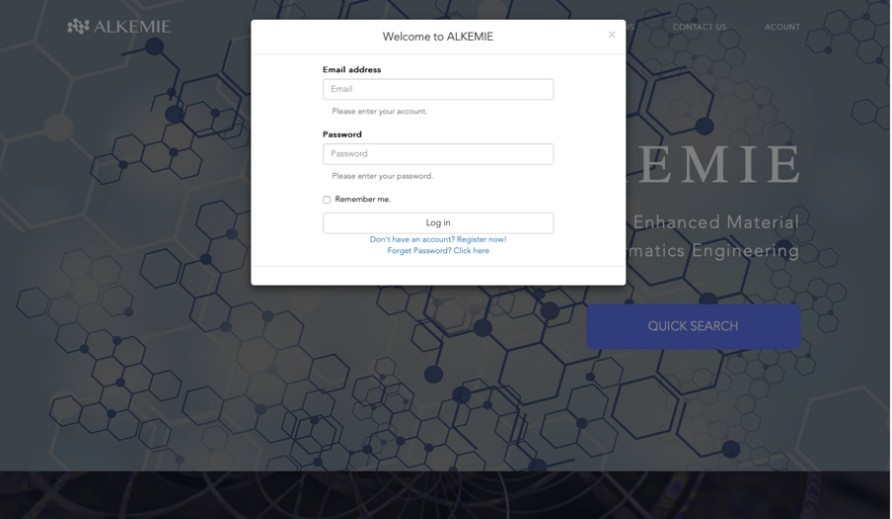 ALKEMIE
CONTACT US
ACOUNT
Welcome to ALKEMIE
×
Email address
Email
Please enter your account.
Password
Password
Please enter your password.
Remember me.
Log in
Don't have an account? Register now!
Forget Password? Click here
EMIE
Enhanced Material
matics Engineering
QUICK SEARCH